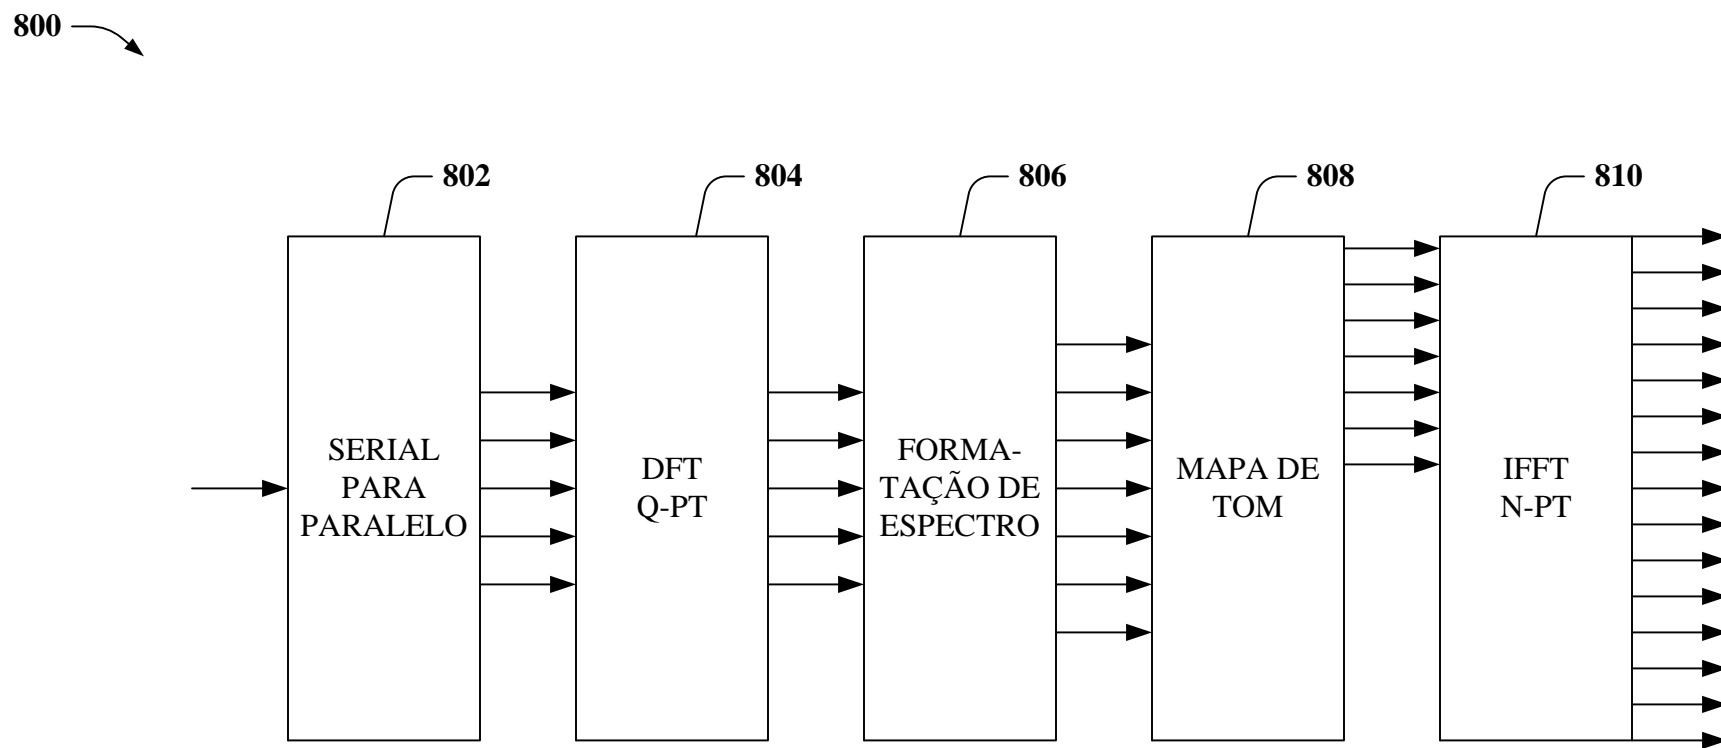 800
802
804
806
808
810
SERIAL
PARA
PARALELO
DFT
Q-PT
FORMA-
TAÇÃO DE
ESPECTRO
MAPA DE
TOM
IFFT
N-PT